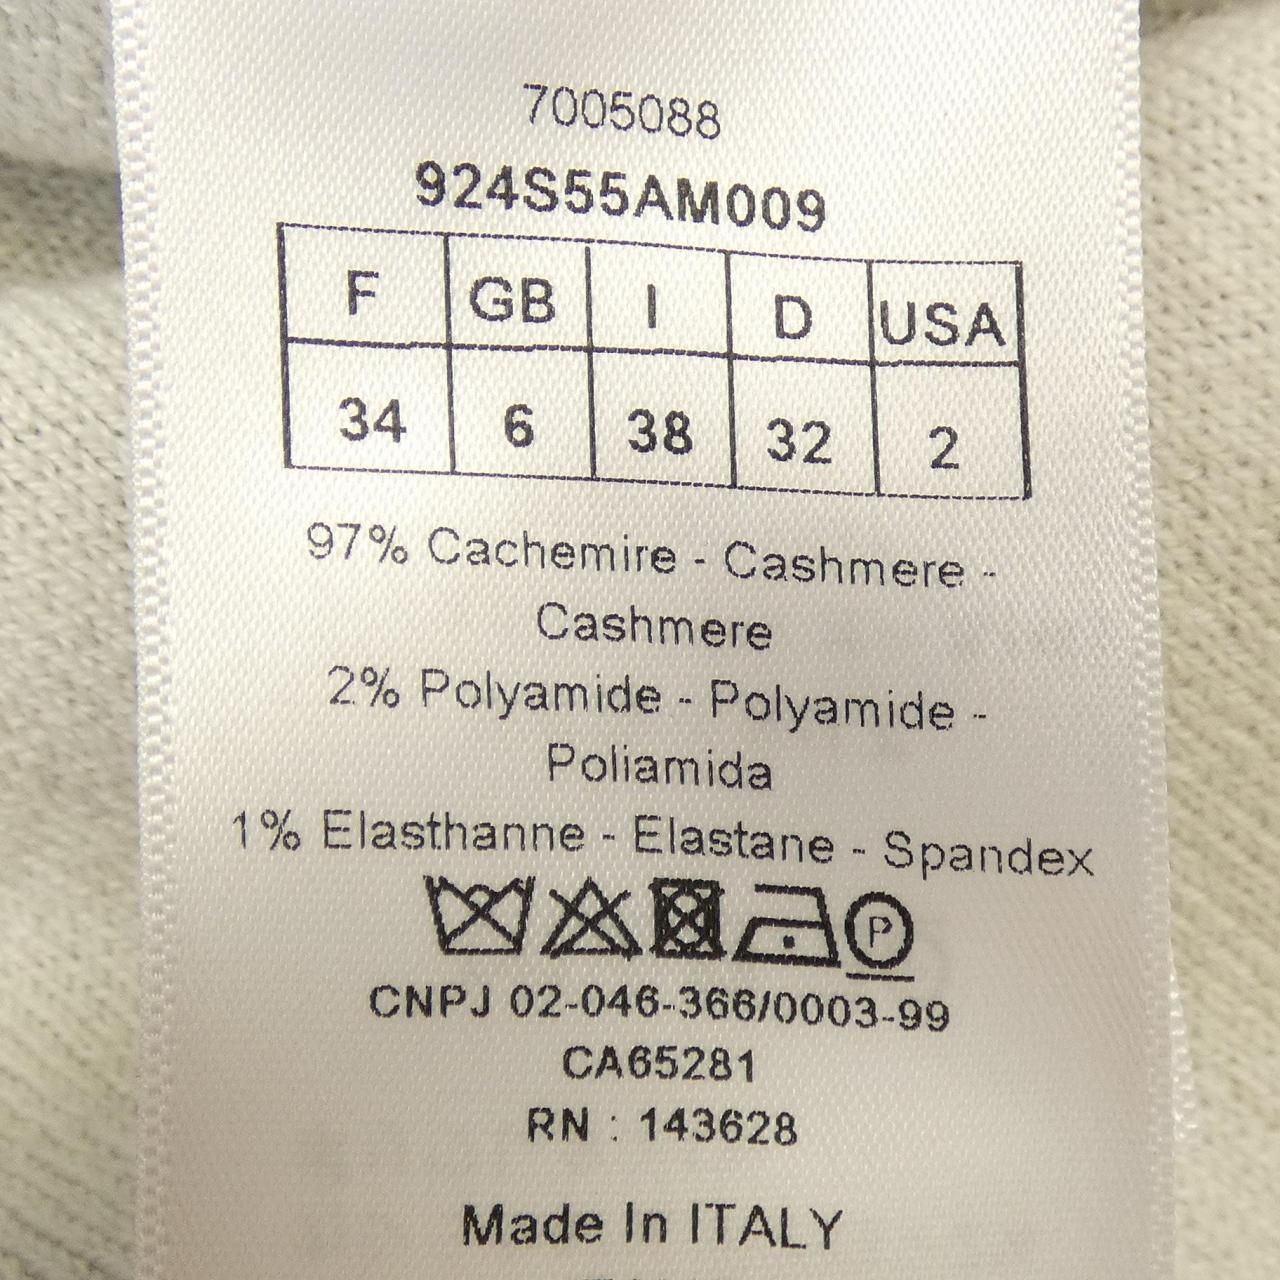 7005088
924S55AM009
F GB I D USA
34 6 38 32 2
97% Cachemire - Cashmere -
Cashmere
2% Polyamide - Polyamide -
Poliamida
1% Elasthanne - Elastane - Spandex
P
CNPJ 02-046-366/0003-99
CA65281
RN : 143628
Made In ITALY